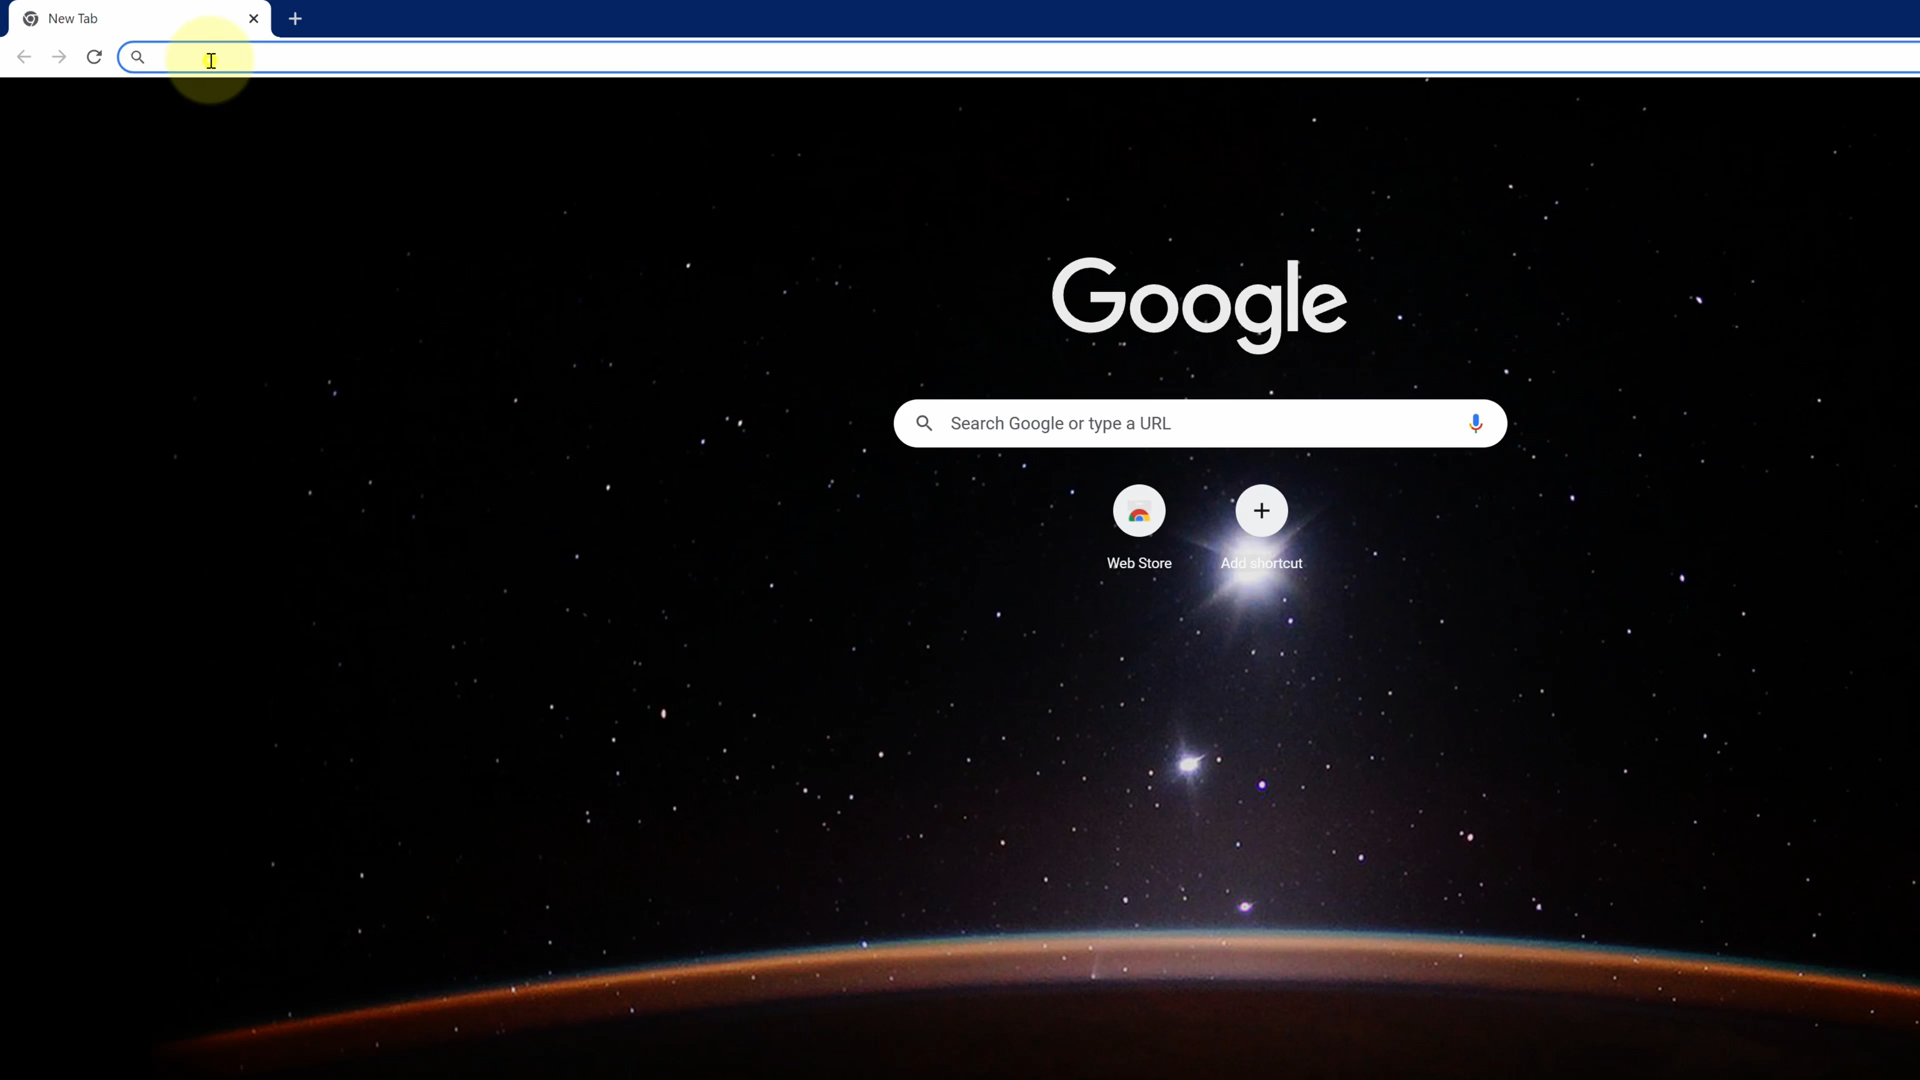 New Tab
Google
Search Google or type a URL
Web Store
Add shortcut